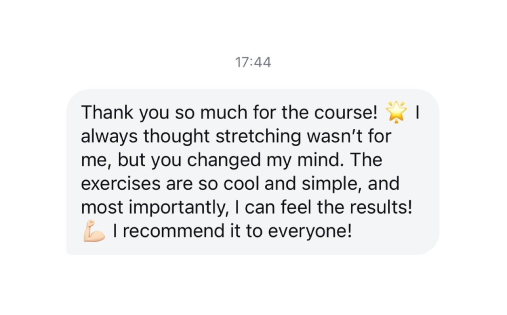 17:44
Thank you so much for the course! 🌟 I
always thought stretching wasn’t for
me, but you changed my mind. The
exercises are so cool and simple, and
most importantly, I can feel the results!
💪🏻 I recommend it to everyone!